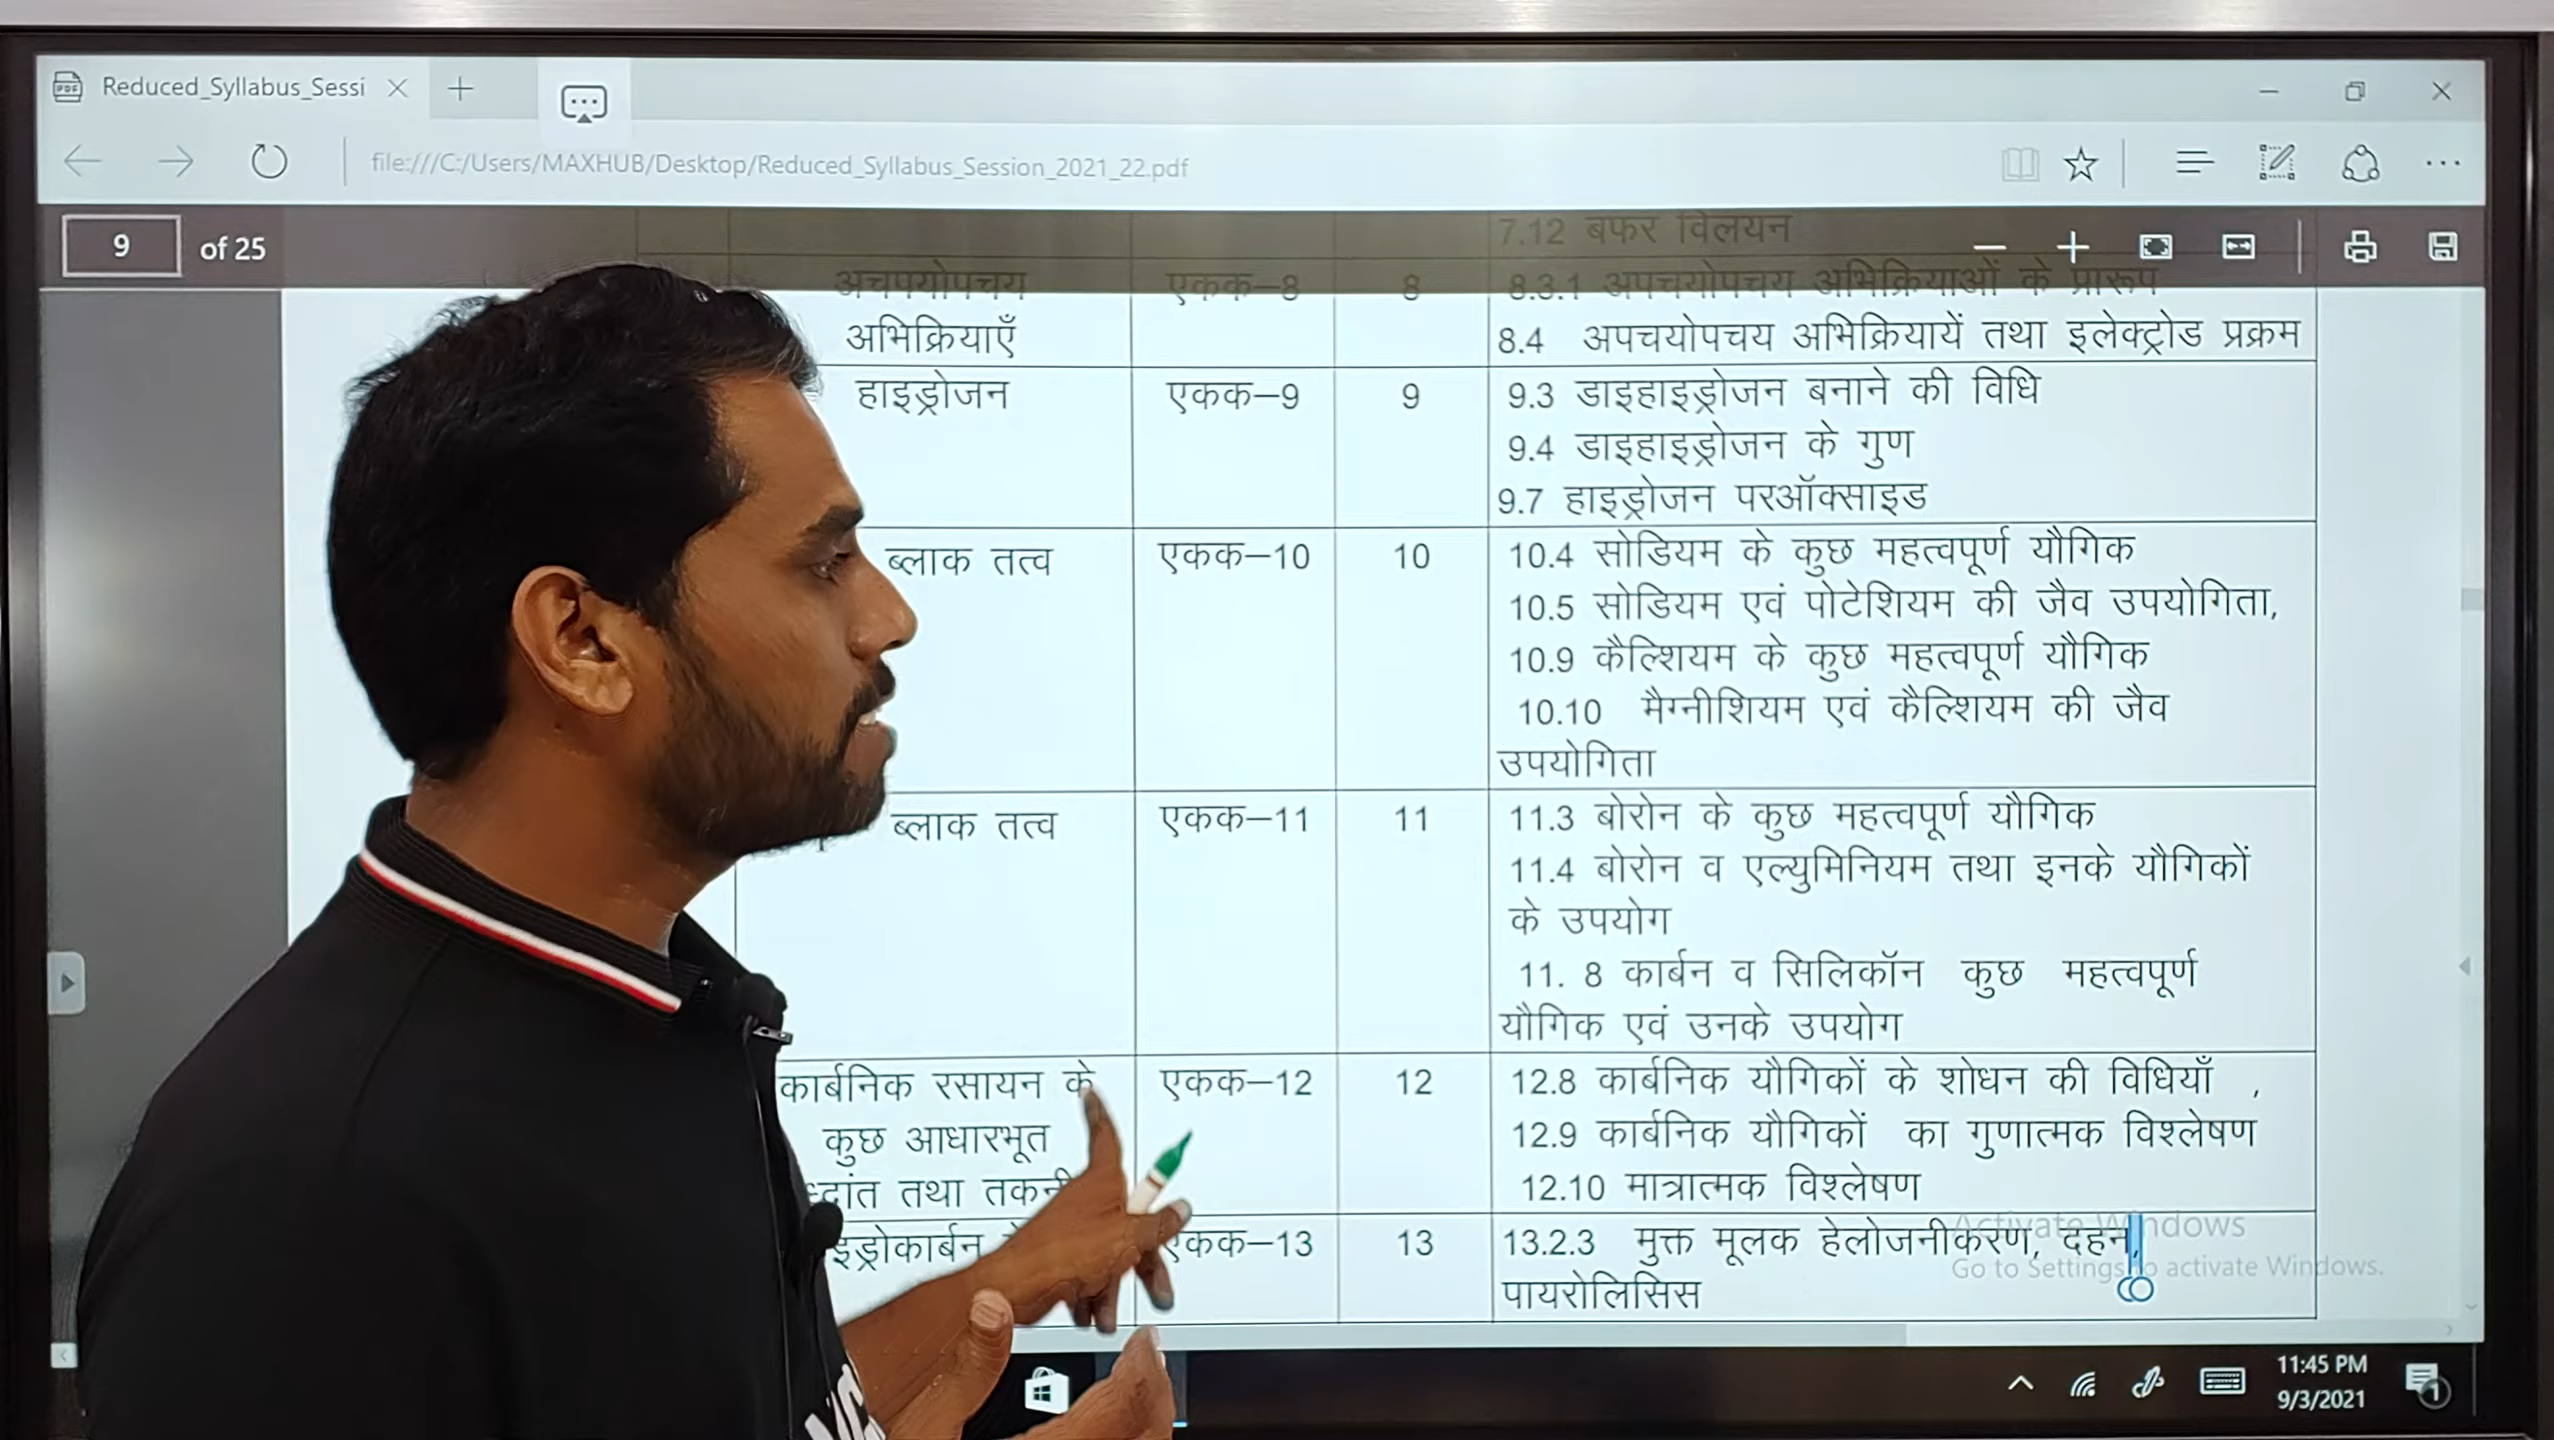 Reduced_Syllabus_Sessi
file:///C:/Users/MAXHUB/Desktop/Reduced_Syllabus_Session_2021_22.pdf
9 of 25
7.12 बफर विलयन
अपचयोपचय एकक–8 8 8.3.1 अपचयोपचय अभिक्रियाओं के प्रारूप
अभिक्रियाएँ 8.4 अपचयोपचय अभिक्रियायें तथा इलेक्ट्रोड प्रक्रम
हाइड्रोजन एकक–9 9 9.3 डाइहाइड्रोजन बनाने की विधि
9.4 डाइहाइड्रोजन के गुण
9.7 हाइड्रोजन परऑक्साइड
ब्लाक तत्व एकक–10 10 10.4 सोडियम के कुछ महत्वपूर्ण यौगिक
10.5 सोडियम एवं पोटेशियम की जैव उपयोगिता,
10.9 कैल्शियम के कुछ महत्वपूर्ण यौगिक
10.10 मैग्नीशियम एवं कैल्शियम की जैव
उपयोगिता
ब्लाक तत्व एकक–11 11 11.3 बोरोन के कुछ महत्वपूर्ण यौगिक
11.4 बोरोन व एल्युमिनियम तथा इनके यौगिकों
के उपयोग
11. 8 कार्बन व सिलिकॉन कुछ महत्वपूर्ण
यौगिक एवं उनके उपयोग
कार्बनिक रसायन के एकक–12 12 12.8 कार्बनिक यौगिकों के शोधन की विधियाँ ,
कुछ आधारभूत 12.9 कार्बनिक यौगिकों का गुणात्मक विश्लेषण
तथा 12.10 मात्रात्मक विश्लेषण
एकक–13 13 13.2.3 मुक्त मूलक हेलोजनीकरण, दहन,
पायरोलिसिस
Activate Windows
Go to Settings to activate Windows.
11:45 PM
9/3/2021
1